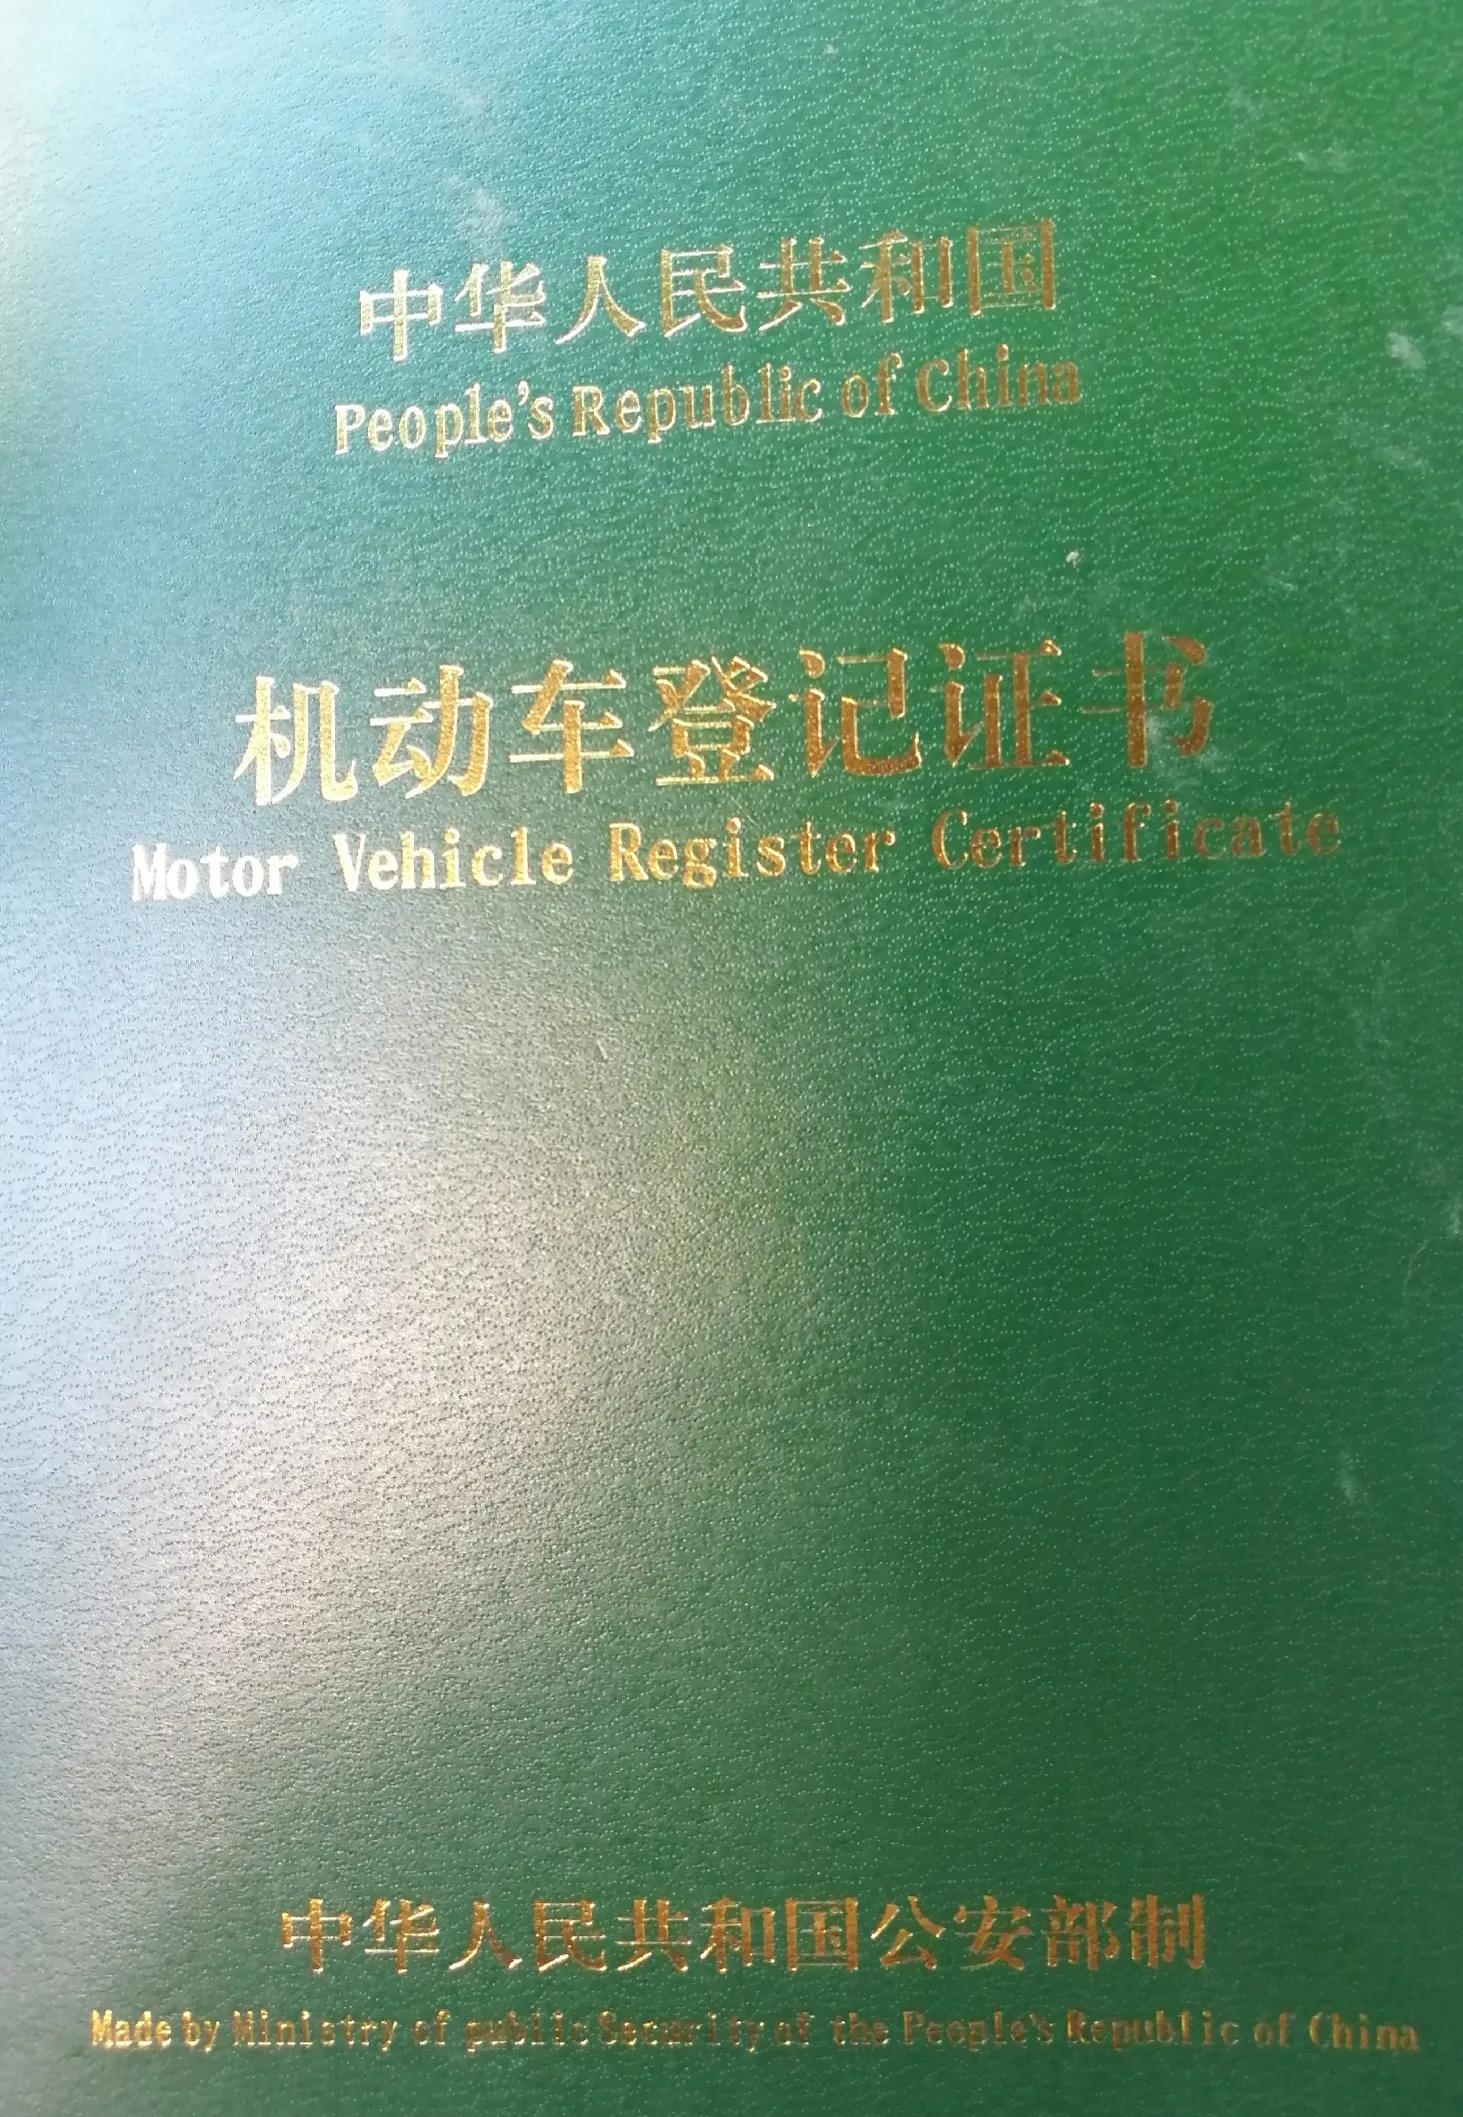 中华人民共和国
People's Republic of China
机动车登记证书
Motor Vehicle Register Certificate
中华人民共和国公安部制
Made by Ministry of public Security of the People's Republic of China